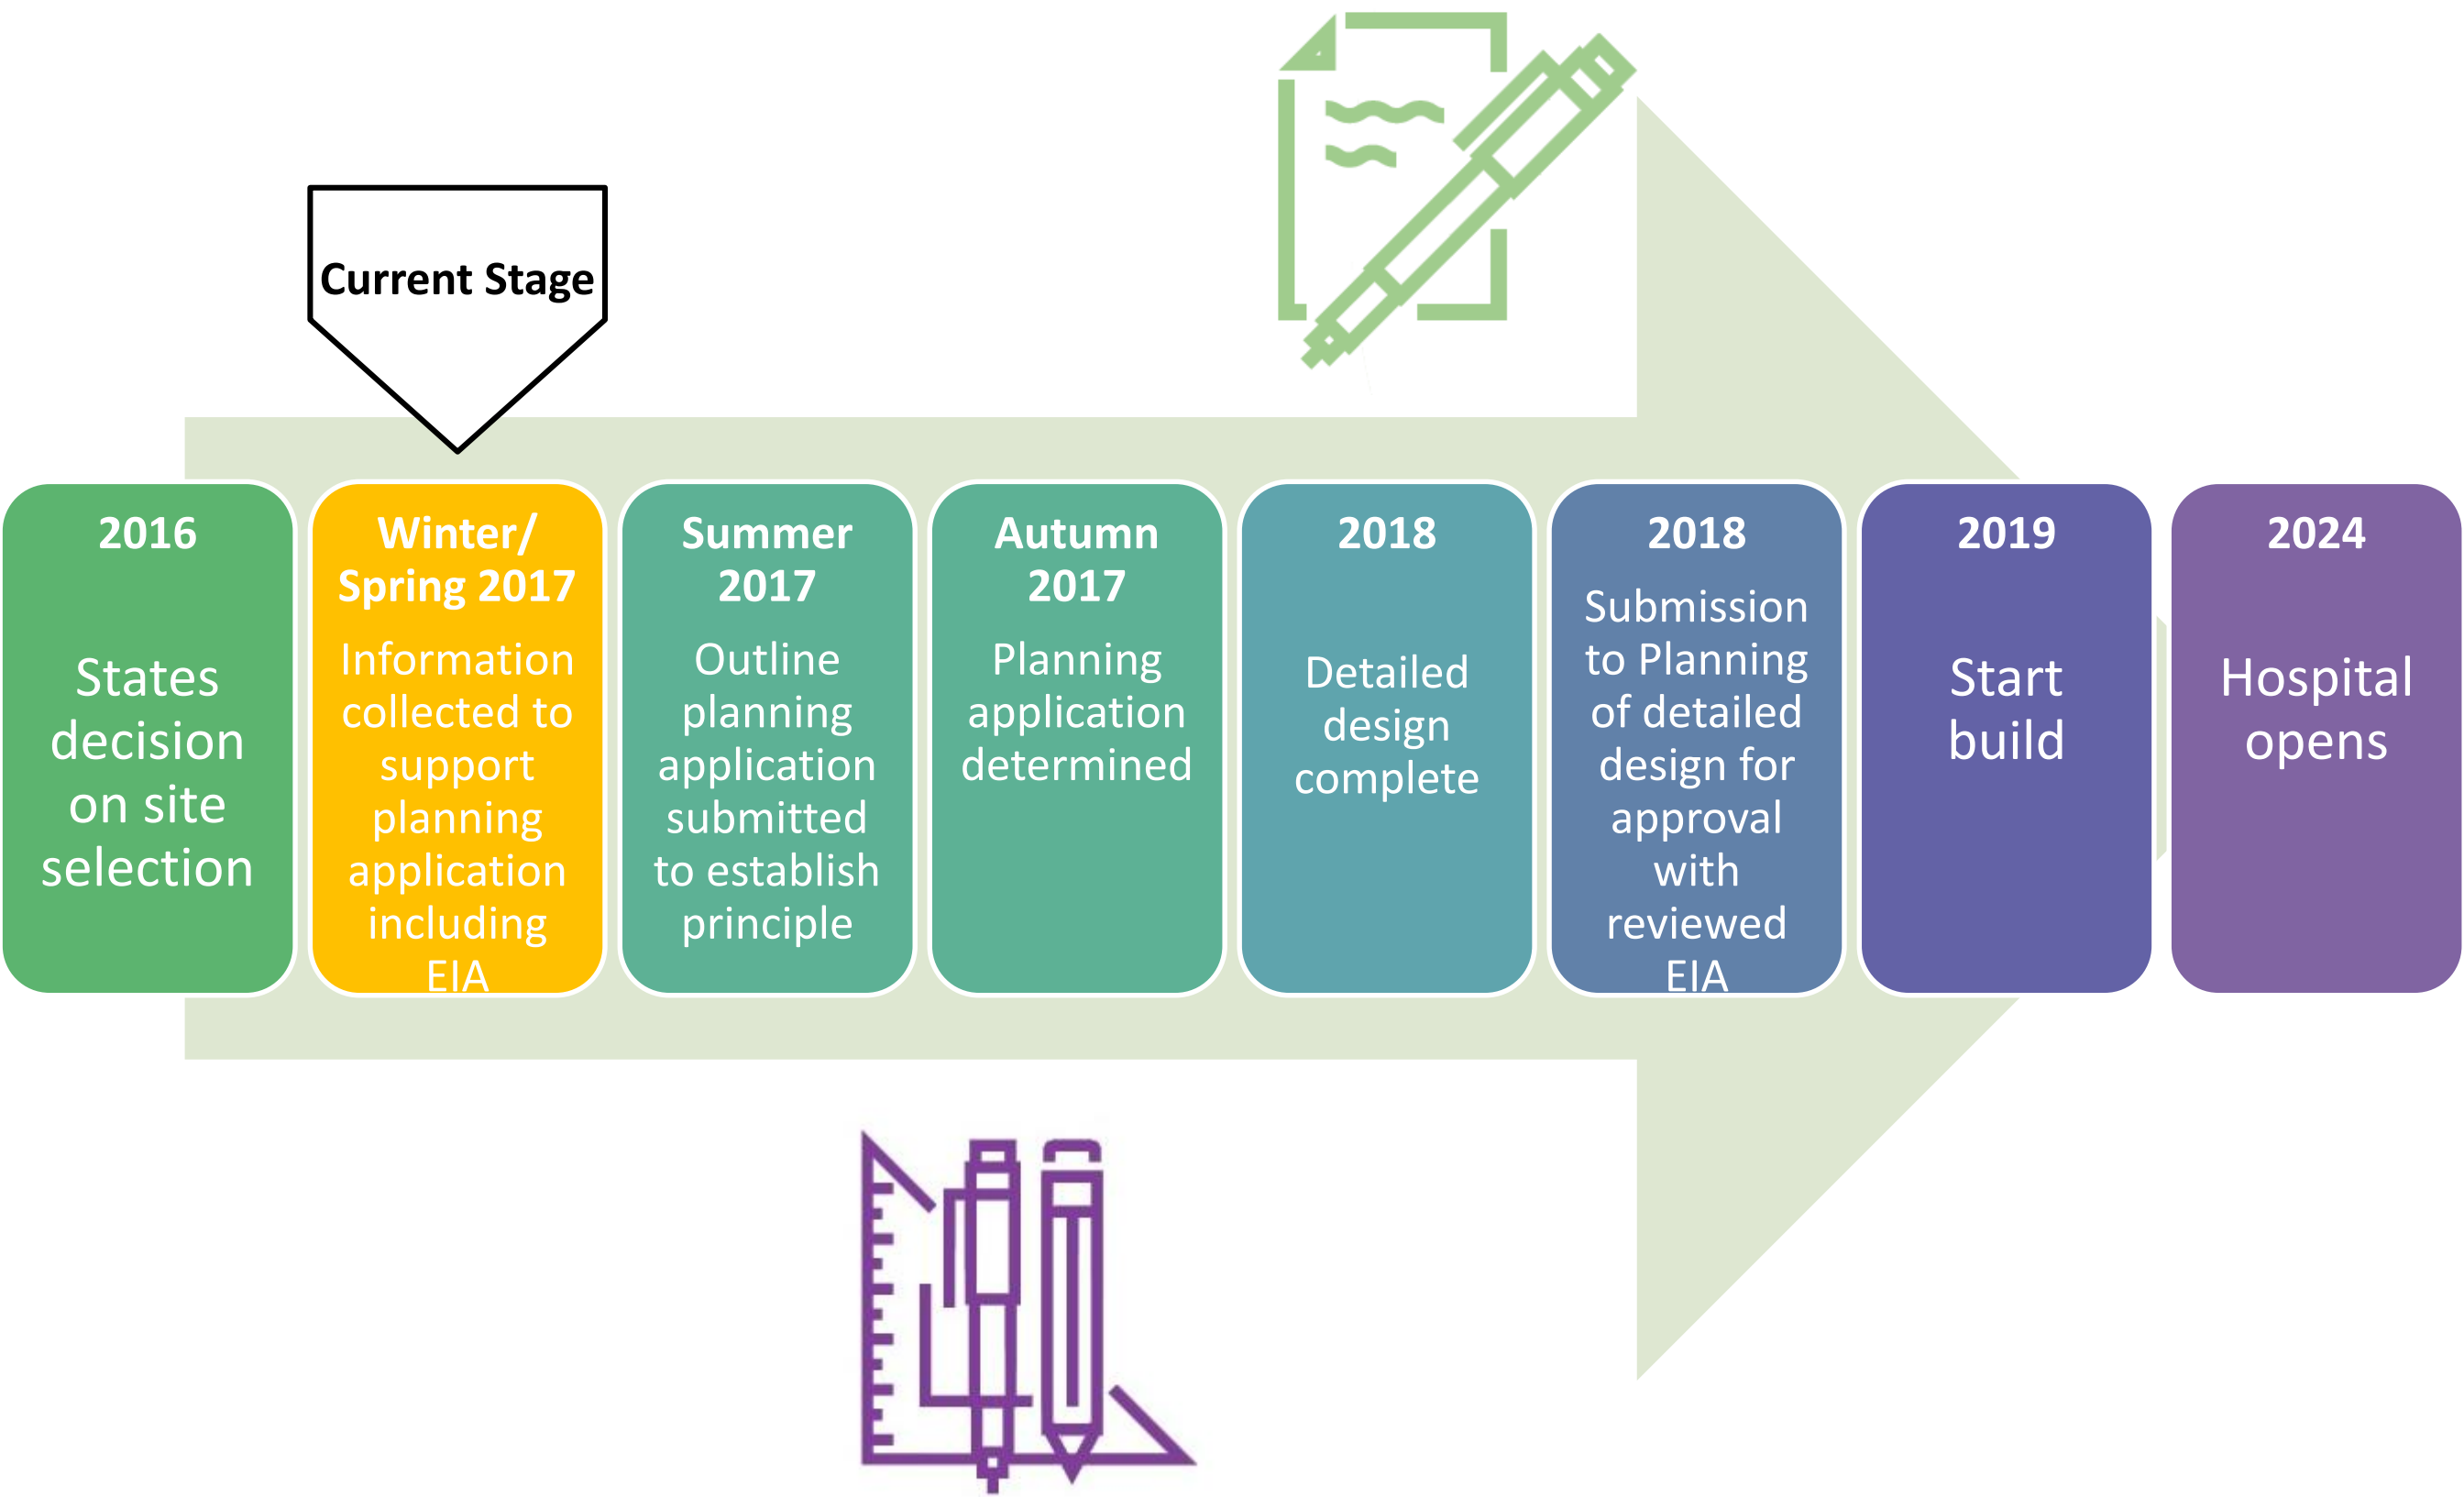 Current Stage
2016
States
decision
on site
selection
Winter/
Spring 2017
Information
collected to
support
planning
application
including
EIA
Summer
2017
Outline
planning
application
submitted
to establish
principle
Autumn
2017
Planning
application
determined
2018
Detailed
design
complete
2018
Submission
to Planning
of detailed
design for
approval
with
reviewed
EIA
2019
Start
build
2024
Hospital
opens